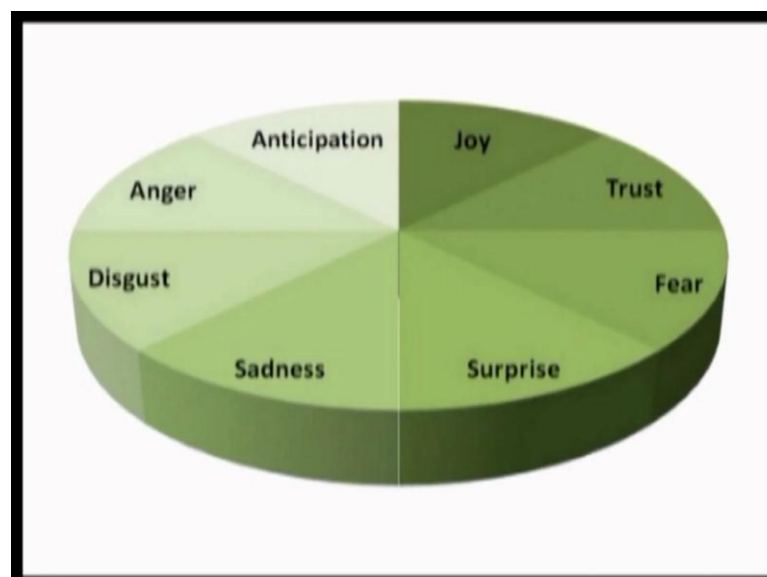 Anticipation
Joy
Anger
Trust
Disgust
Fear
Sadness
Surprise